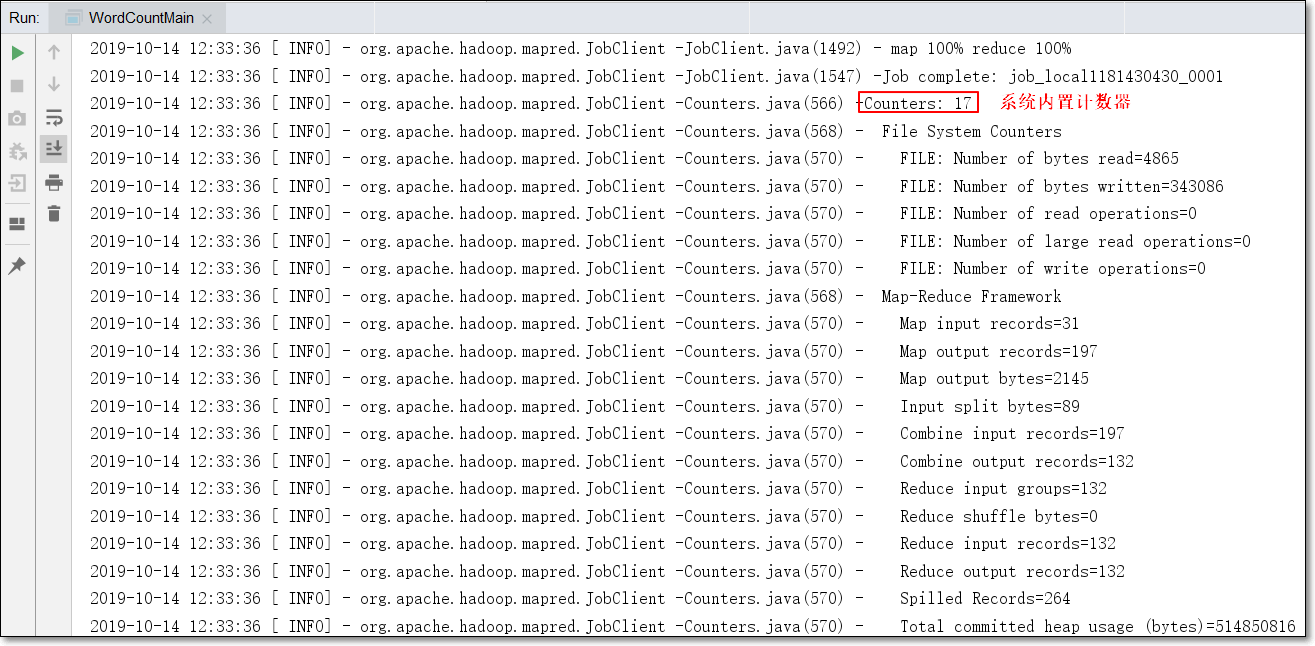 Run: WordCountMain
2019-10-14 12:33:36 [ INFO] - org.apache.hadoop.mapred.JobClient -JobClient.java(1492) - map 100% reduce 100%
2019-10-14 12:33:36 [ INFO] - org.apache.hadoop.mapred.JobClient -JobClient.java(1547) -Job complete: job_local1181430430_0001
2019-10-14 12:33:36 [ INFO] - org.apache.hadoop.mapred.JobClient -Counters.java(566) -Counters: 17 系统内置计数器
2019-10-14 12:33:36 [ INFO] - org.apache.hadoop.mapred.JobClient -Counters.java(568) - File System Counters
2019-10-14 12:33:36 [ INFO] - org.apache.hadoop.mapred.JobClient -Counters.java(570) - FILE: Number of bytes read=4865
2019-10-14 12:33:36 [ INFO] - org.apache.hadoop.mapred.JobClient -Counters.java(570) - FILE: Number of bytes written=343086
2019-10-14 12:33:36 [ INFO] - org.apache.hadoop.mapred.JobClient -Counters.java(570) - FILE: Number of read operations=0
2019-10-14 12:33:36 [ INFO] - org.apache.hadoop.mapred.JobClient -Counters.java(570) - FILE: Number of large read operations=0
2019-10-14 12:33:36 [ INFO] - org.apache.hadoop.mapred.JobClient -Counters.java(570) - FILE: Number of write operations=0
2019-10-14 12:33:36 [ INFO] - org.apache.hadoop.mapred.JobClient -Counters.java(568) - Map-Reduce Framework
2019-10-14 12:33:36 [ INFO] - org.apache.hadoop.mapred.JobClient -Counters.java(570) - Map input records=31
2019-10-14 12:33:36 [ INFO] - org.apache.hadoop.mapred.JobClient -Counters.java(570) - Map output records=197
2019-10-14 12:33:36 [ INFO] - org.apache.hadoop.mapred.JobClient -Counters.java(570) - Map output bytes=2145
2019-10-14 12:33:36 [ INFO] - org.apache.hadoop.mapred.JobClient -Counters.java(570) - Input split bytes=89
2019-10-14 12:33:36 [ INFO] - org.apache.hadoop.mapred.JobClient -Counters.java(570) - Combine input records=197
2019-10-14 12:33:36 [ INFO] - org.apache.hadoop.mapred.JobClient -Counters.java(570) - Combine output records=132
2019-10-14 12:33:36 [ INFO] - org.apache.hadoop.mapred.JobClient -Counters.java(570) - Reduce input groups=132
2019-10-14 12:33:36 [ INFO] - org.apache.hadoop.mapred.JobClient -Counters.java(570) - Reduce shuffle bytes=0
2019-10-14 12:33:36 [ INFO] - org.apache.hadoop.mapred.JobClient -Counters.java(570) - Reduce input records=132
2019-10-14 12:33:36 [ INFO] - org.apache.hadoop.mapred.JobClient -Counters.java(570) - Reduce output records=132
2019-10-14 12:33:36 [ INFO] - org.apache.hadoop.mapred.JobClient -Counters.java(570) - Spilled Records=264
2019-10-14 12:33:36 [ INFO] - org.apache.hadoop.mapred.JobClient -Counters.java(570) - Total committed heap usage (bytes)=514850816